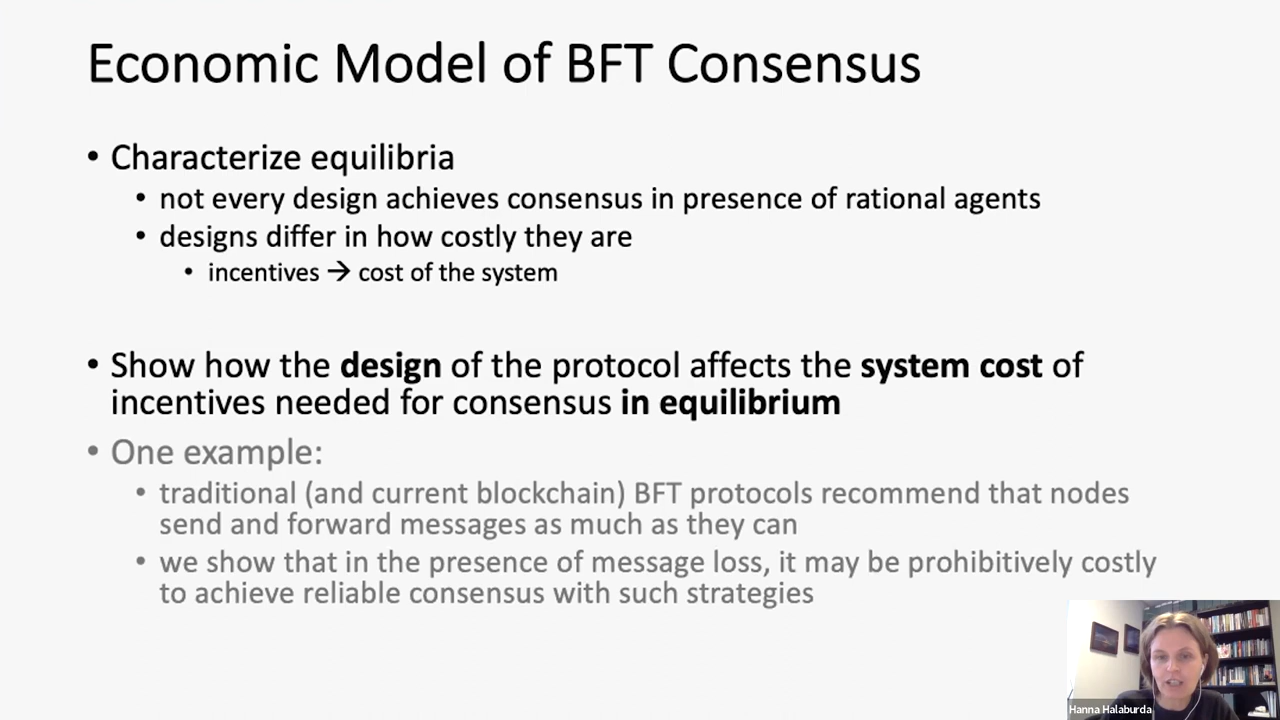 Economic Model of BFT Consensus
• Characterize equilibria
• not every design achieves consensus in presence of rational agents
• designs differ in how costly they are
• incentives → cost of the system
• Show how the design of the protocol affects the system cost of
incentives needed for consensus in equilibrium
• One example:
• traditional (and current blockchain) BFT protocols recommend that nodes
send and forward messages as much as they can
• we show that in the presence of message loss, it may be prohibitively costly
to achieve reliable consensus with such strategies
Hanna Halaburda